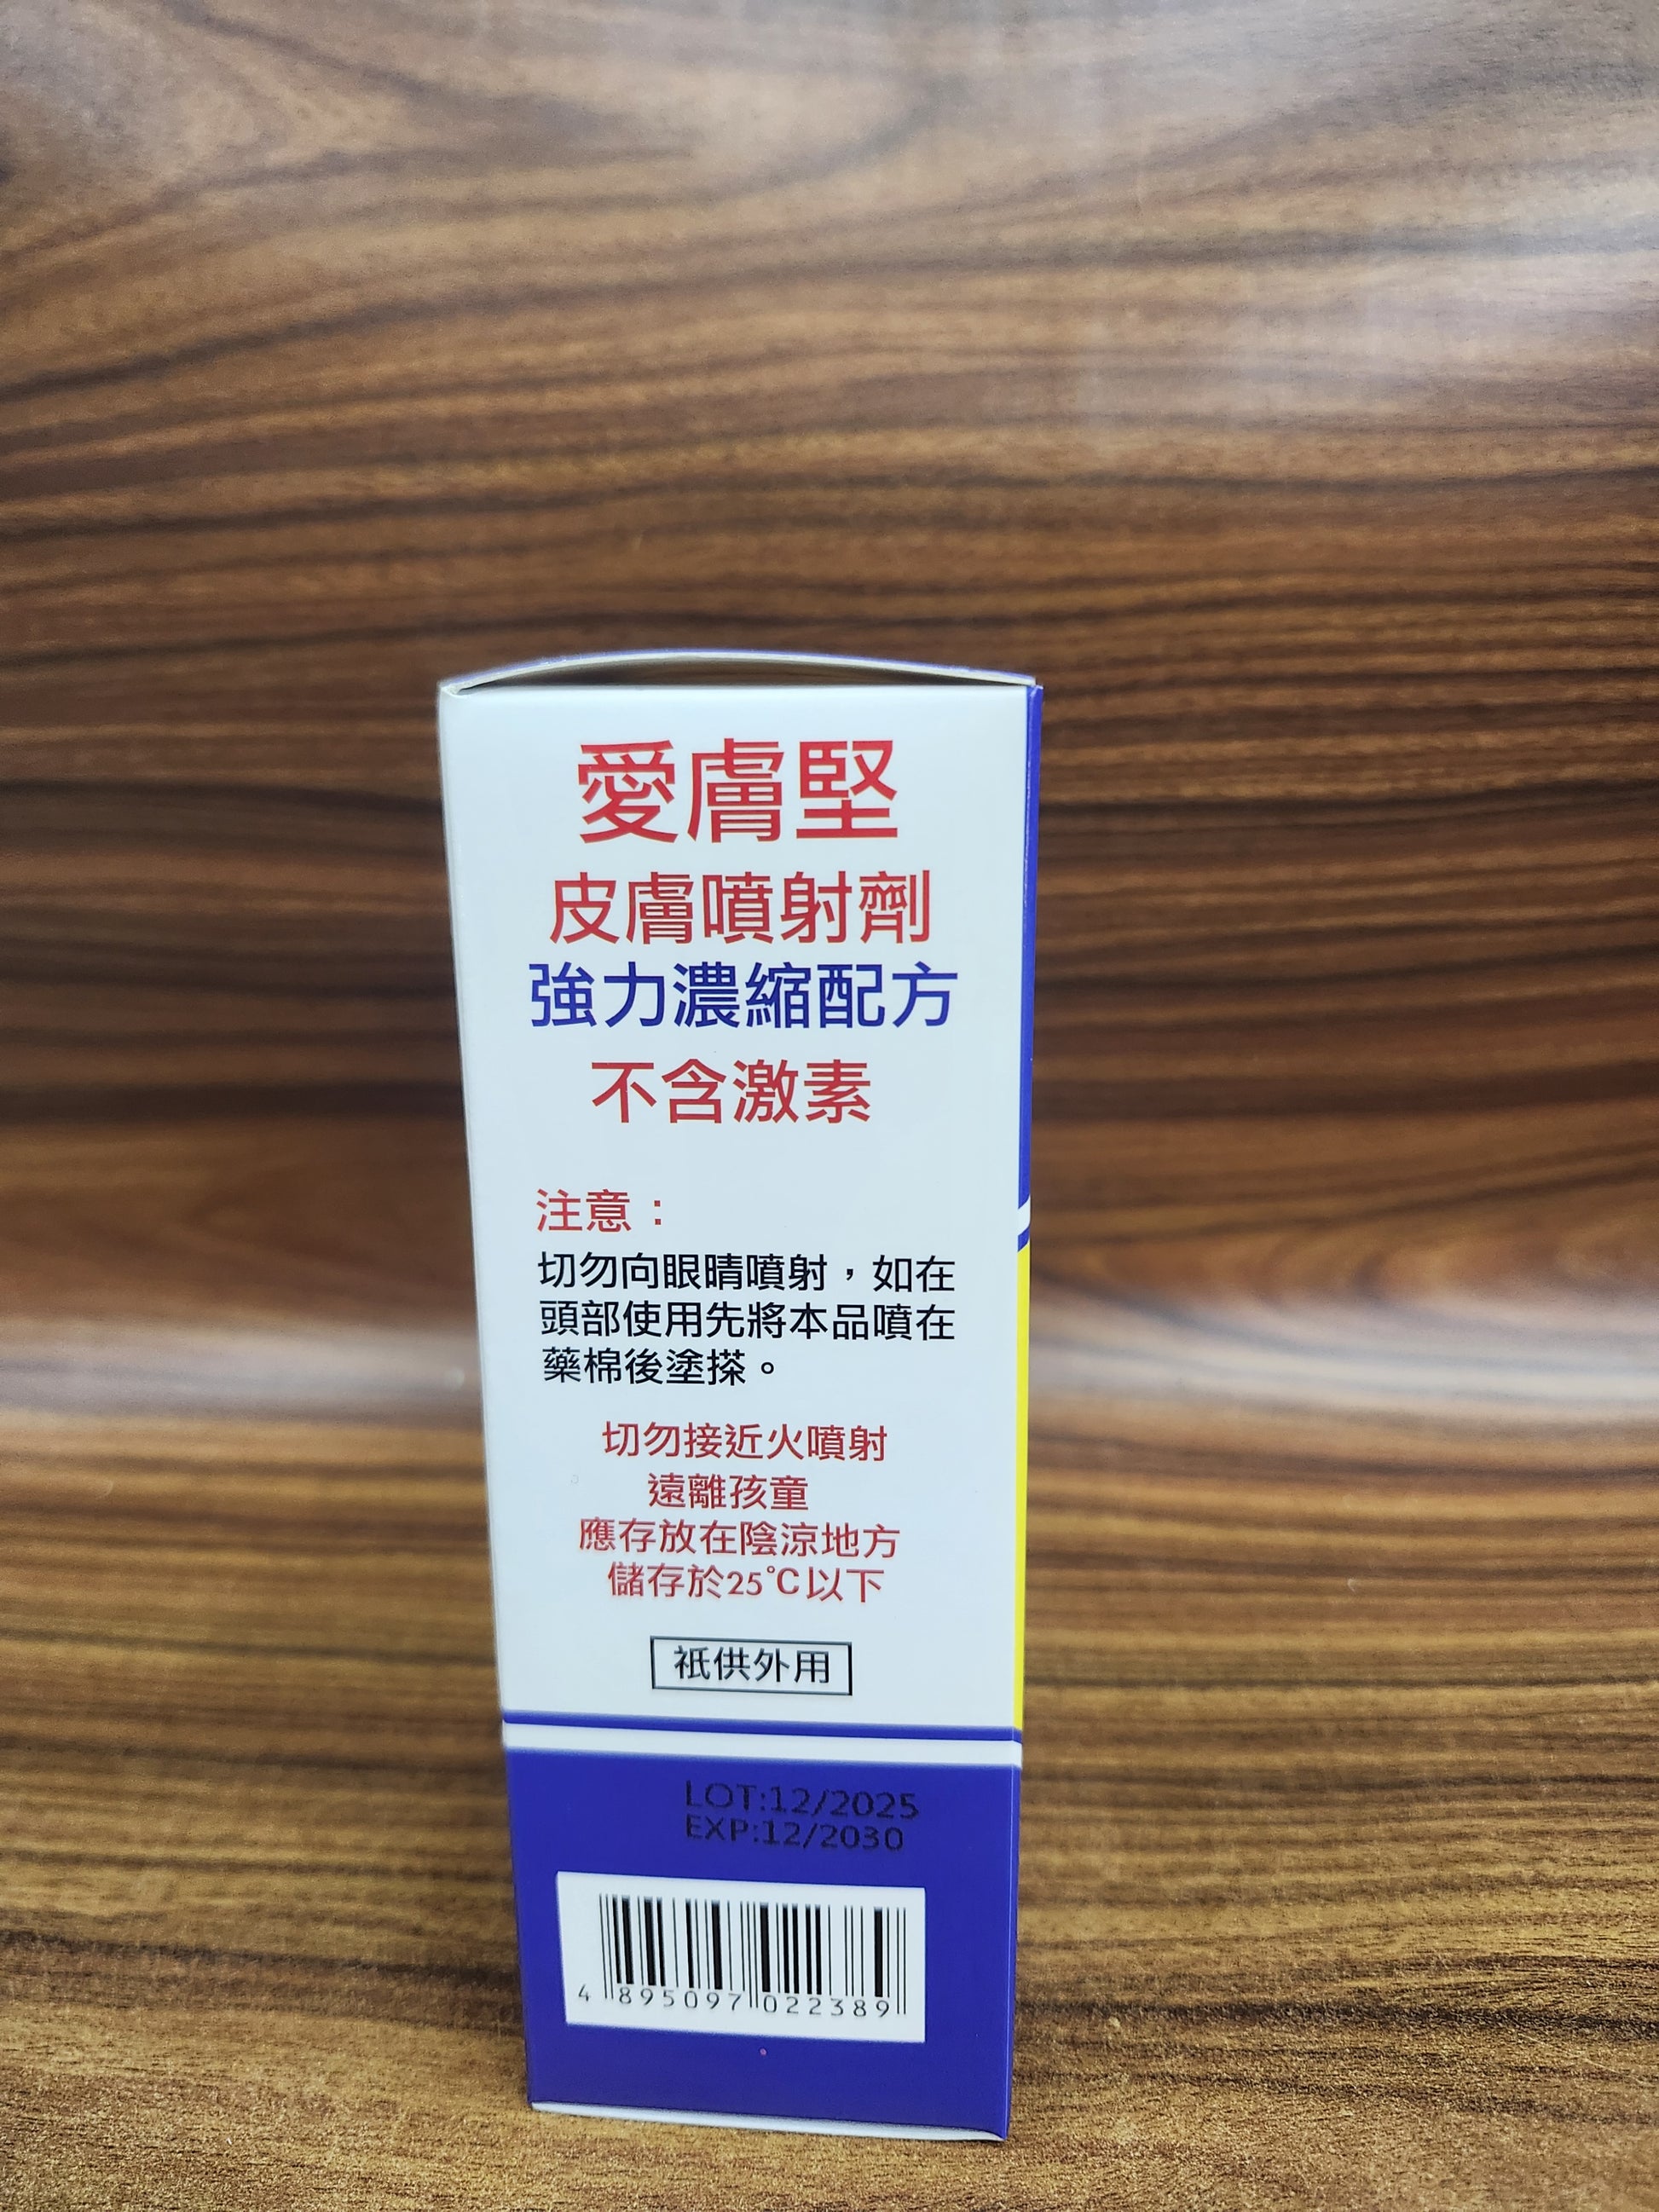 愛膚堅
皮膚噴射劑
強力濃縮配方
不含激素
注意：
切勿向眼睛噴射，如在
頭部使用先將本品噴在
藥棉後塗搽。
切勿接近火噴射
遠離孩童
應存放在陰涼地方
儲存於25℃以下
祇供外用
LOT:12/2025
EXP:12/2030
4 895097 022389